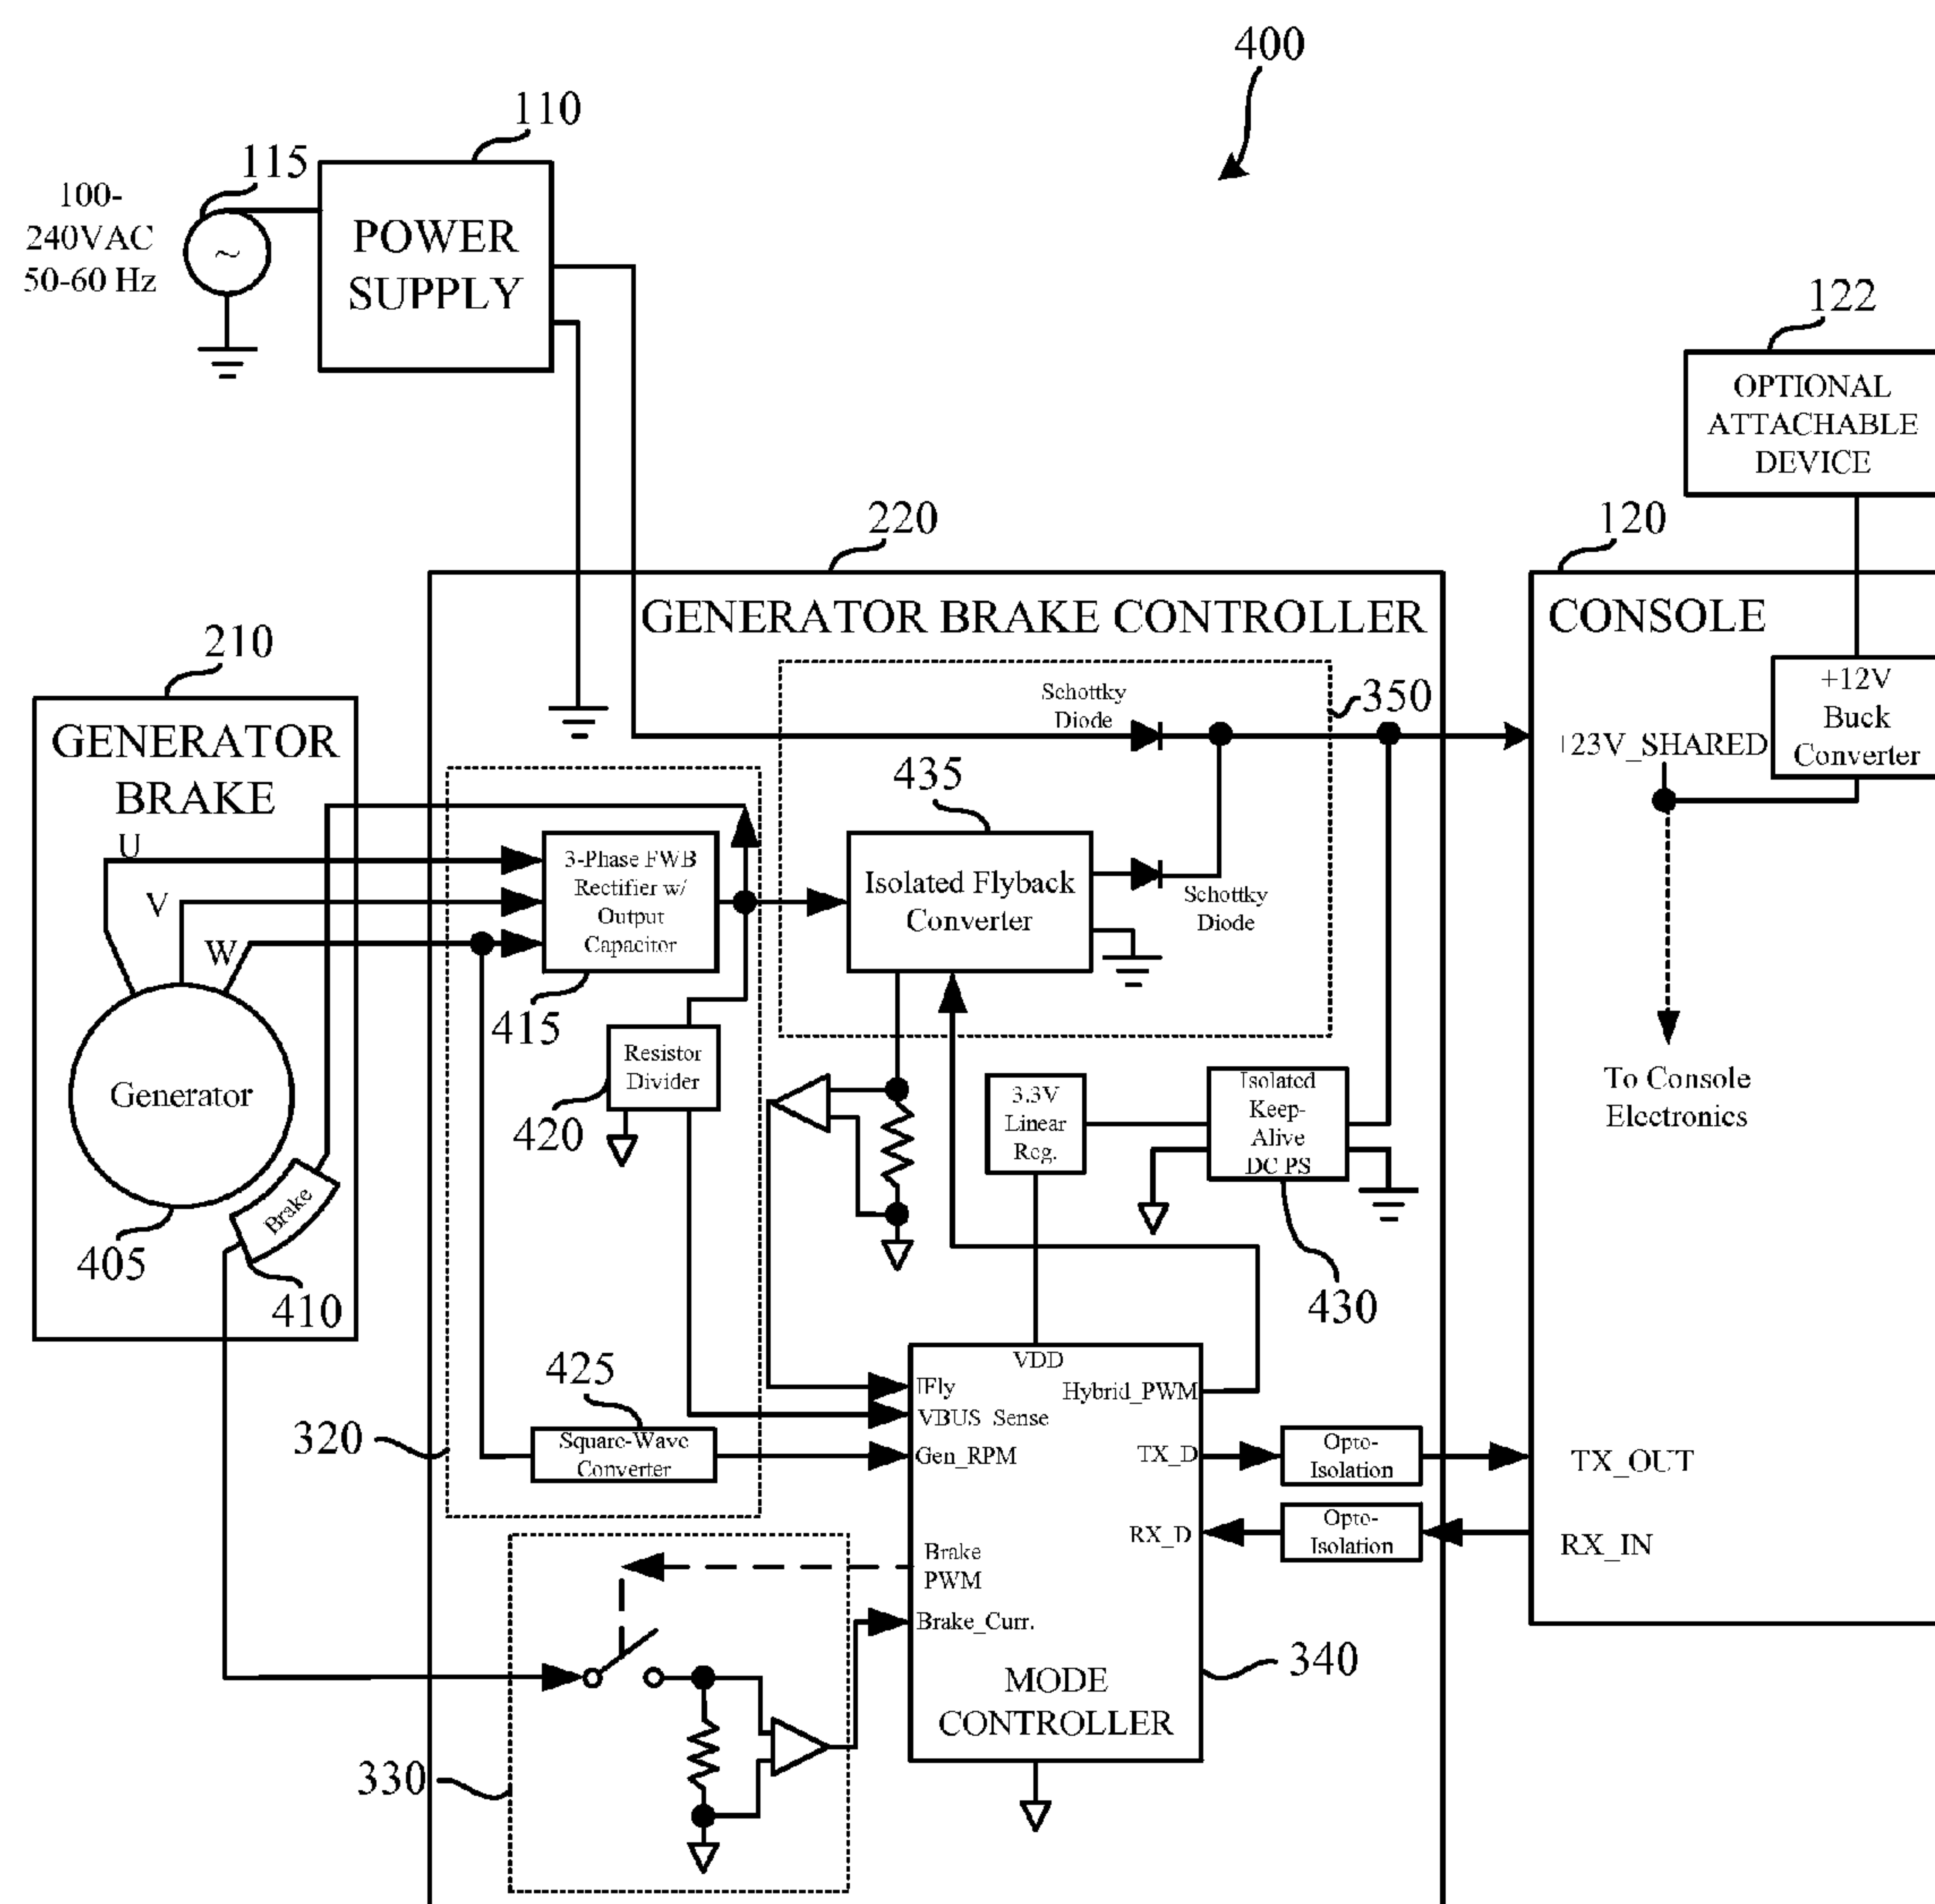 400
110
115
100-
240VAC
50-60 Hz
~
POWER
SUPPLY
122
OPTIONAL
ATTACHABLE
DEVICE
220
120
GENERATOR BRAKE CONTROLLER
CONSOLE
210
GENERATOR
BRAKE
Schottky
Diode
350
+12V
Buck
Converter
+23V_SHARED
435
U
V
W
3-Phase FWB
Rectifier w/
Output
Capacitor
Isolated Flyback
Converter
Schottky
Diode
415
Resistor
Divider
420
Generator
Brake
405
410
3.3V
Linear
Reg.
Isolated
Keep-
Alive
DC PS
430
To Console
Electronics
320
425
Square-Wave
Converter
VDD
IFly
VBUS_Sense
Gen_RPM
Hybrid_PWM
TX_D
RX_D
Brake
PWM
Brake_Curr.
MODE
CONTROLLER
340
Opto-
Isolation
Opto-
Isolation
TX_OUT
RX_IN
330